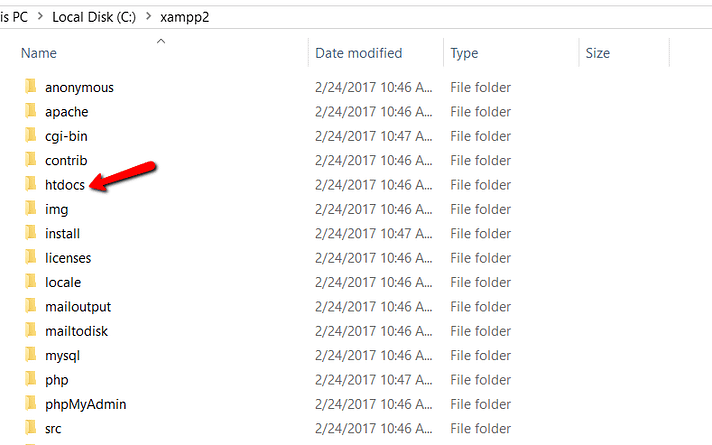 is PC > Local Disk (C:) > xampp2
Name Date modified Type Size
anonymous 2/24/2017 10:46 A... File folder
apache 2/24/2017 10:46 A... File folder
cgi-bin 2/24/2017 10:47 A... File folder
contrib 2/24/2017 10:46 A... File folder
htdocs 2/24/2017 10:46 A... File folder
img 2/24/2017 10:46 A... File folder
install 2/24/2017 10:47 A... File folder
licenses 2/24/2017 10:46 A... File folder
locale 2/24/2017 10:46 A... File folder
mailoutput 2/24/2017 10:46 A... File folder
mailtodisk 2/24/2017 10:46 A... File folder
mysql 2/24/2017 10:46 A... File folder
php 2/24/2017 10:47 A... File folder
phpMyAdmin 2/24/2017 10:46 A... File folder
src 2/24/2017 10:46 A... File folder